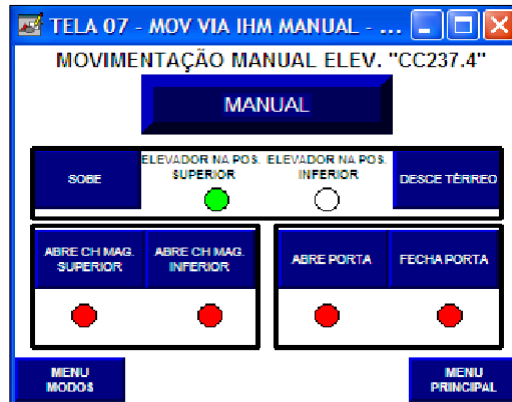 TELA 07 - MOV VIA IHM MANUAL - ...
MOVIMENTAÇÃO MANUAL ELEV. "CC237.4"
MANUAL
SOBE
ELEVADOR NA POS.
SUPERIOR
ELEVADOR NA POS.
INFERIOR
DESCE TÉRREO
ABRE CH MAG.
SUPERIOR
ABRE CH MAG.
INFERIOR
ABRE PORTA
FECHA PORTA
MENU
MODOS
MENU
PRINCIPAL